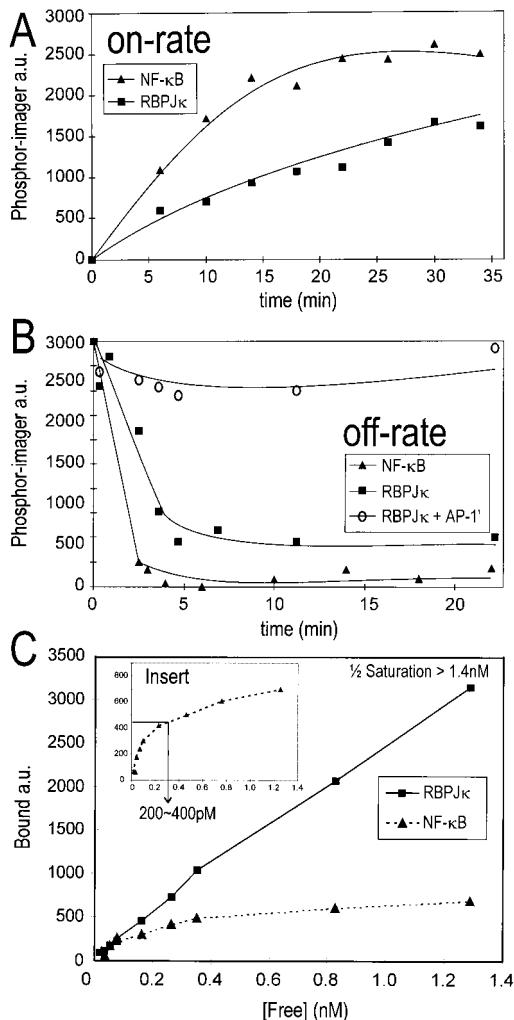 A
on-rate
NF-κB
RBPJκ
Phosphor-imager a.u.
3000
2500
2000
1500
1000
500
0
0 5 10 15 20 25 30 35
time (min)
B
off-rate
NF-κB
RBPJκ
RBPJκ + AP-1'
Phosphor-imager a.u.
3000
2500
2000
1500
1000
500
0
0 5 10 15 20
time (min)
C
½ Saturation > 1.4nM
Insert
800
600
400
200
0
0 0.2 0.4 0.6 0.8 1.0 1.2 1.4
200~400pM
RBPJκ
NF-κB
Bound a.u.
3500
3000
2500
2000
1500
1000
500
0
0 0.2 0.4 0.6 0.8 1.0 1.2 1.4
[Free] (nM)